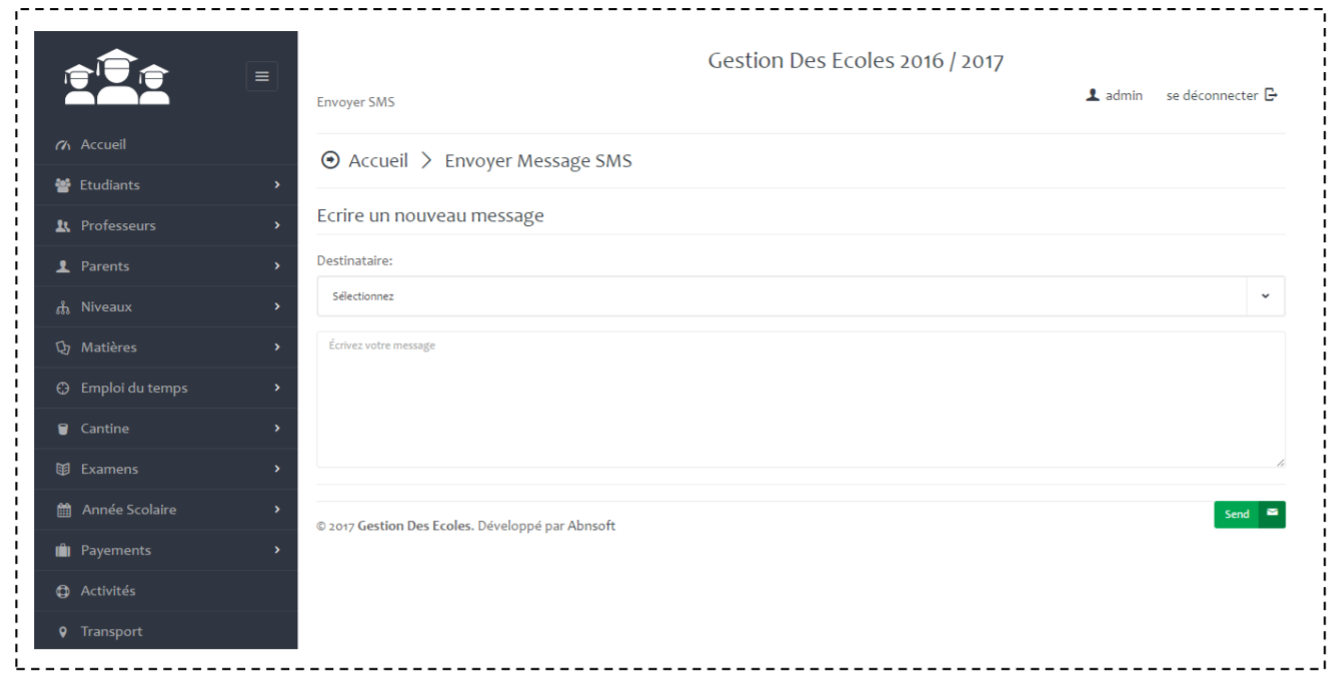 Gestion Des Ecoles 2016 / 2017
Envoyer SMS
admin se déconnecter
Accueil > Envoyer Message SMS
Ecrire un nouveau message
Destinataire:
Sélectionnez
Écrivez votre message
Send
© 2017 Gestion Des Ecoles. Développé par Abnsoft
Accueil
Etudiants
Professeurs
Parents
Niveaux
Matières
Emploi du temps
Cantine
Examens
Année Scolaire
Payements
Activités
Transport